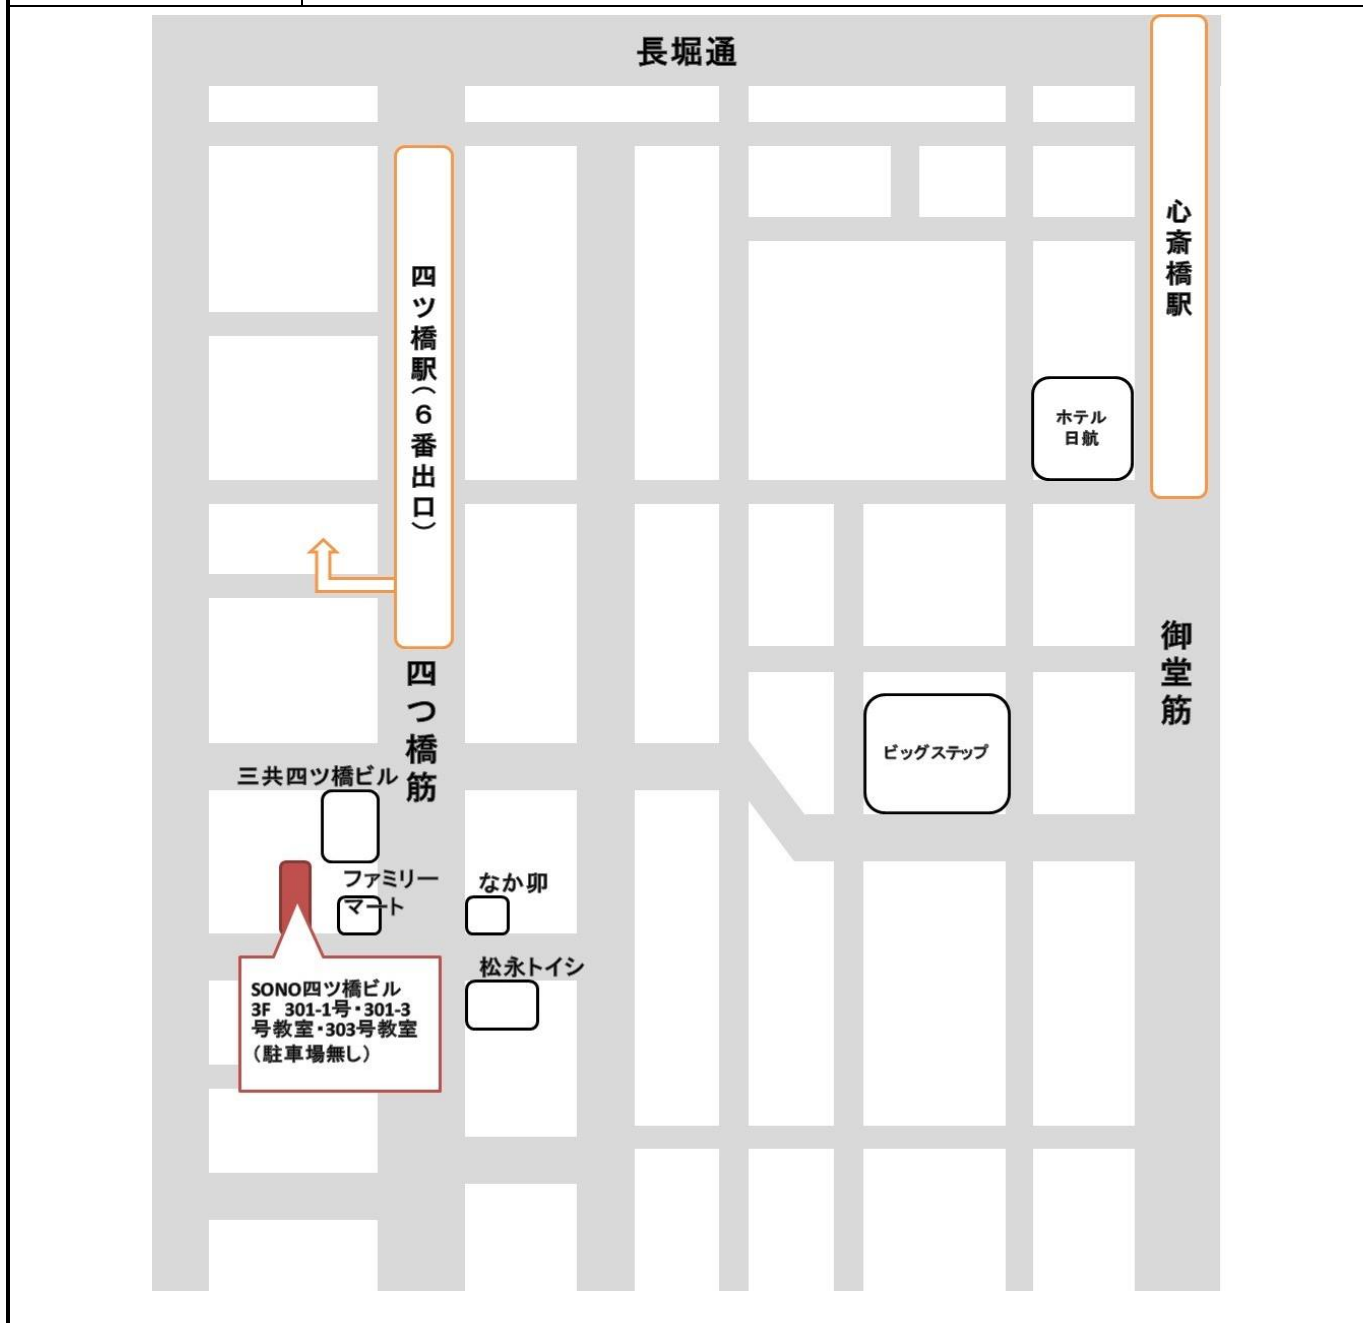 長堀通
心斎橋駅
四ツ橋駅(6番出口)
ホテル
日航
御堂筋
四つ橋筋
ビッグステップ
三共四ツ橋ビル
ファミリー
マート
なか卯
松永トイシ
SONO四ツ橋ビル
3F 301-1号・301-3
号教室・303号教室
(駐車場無し)